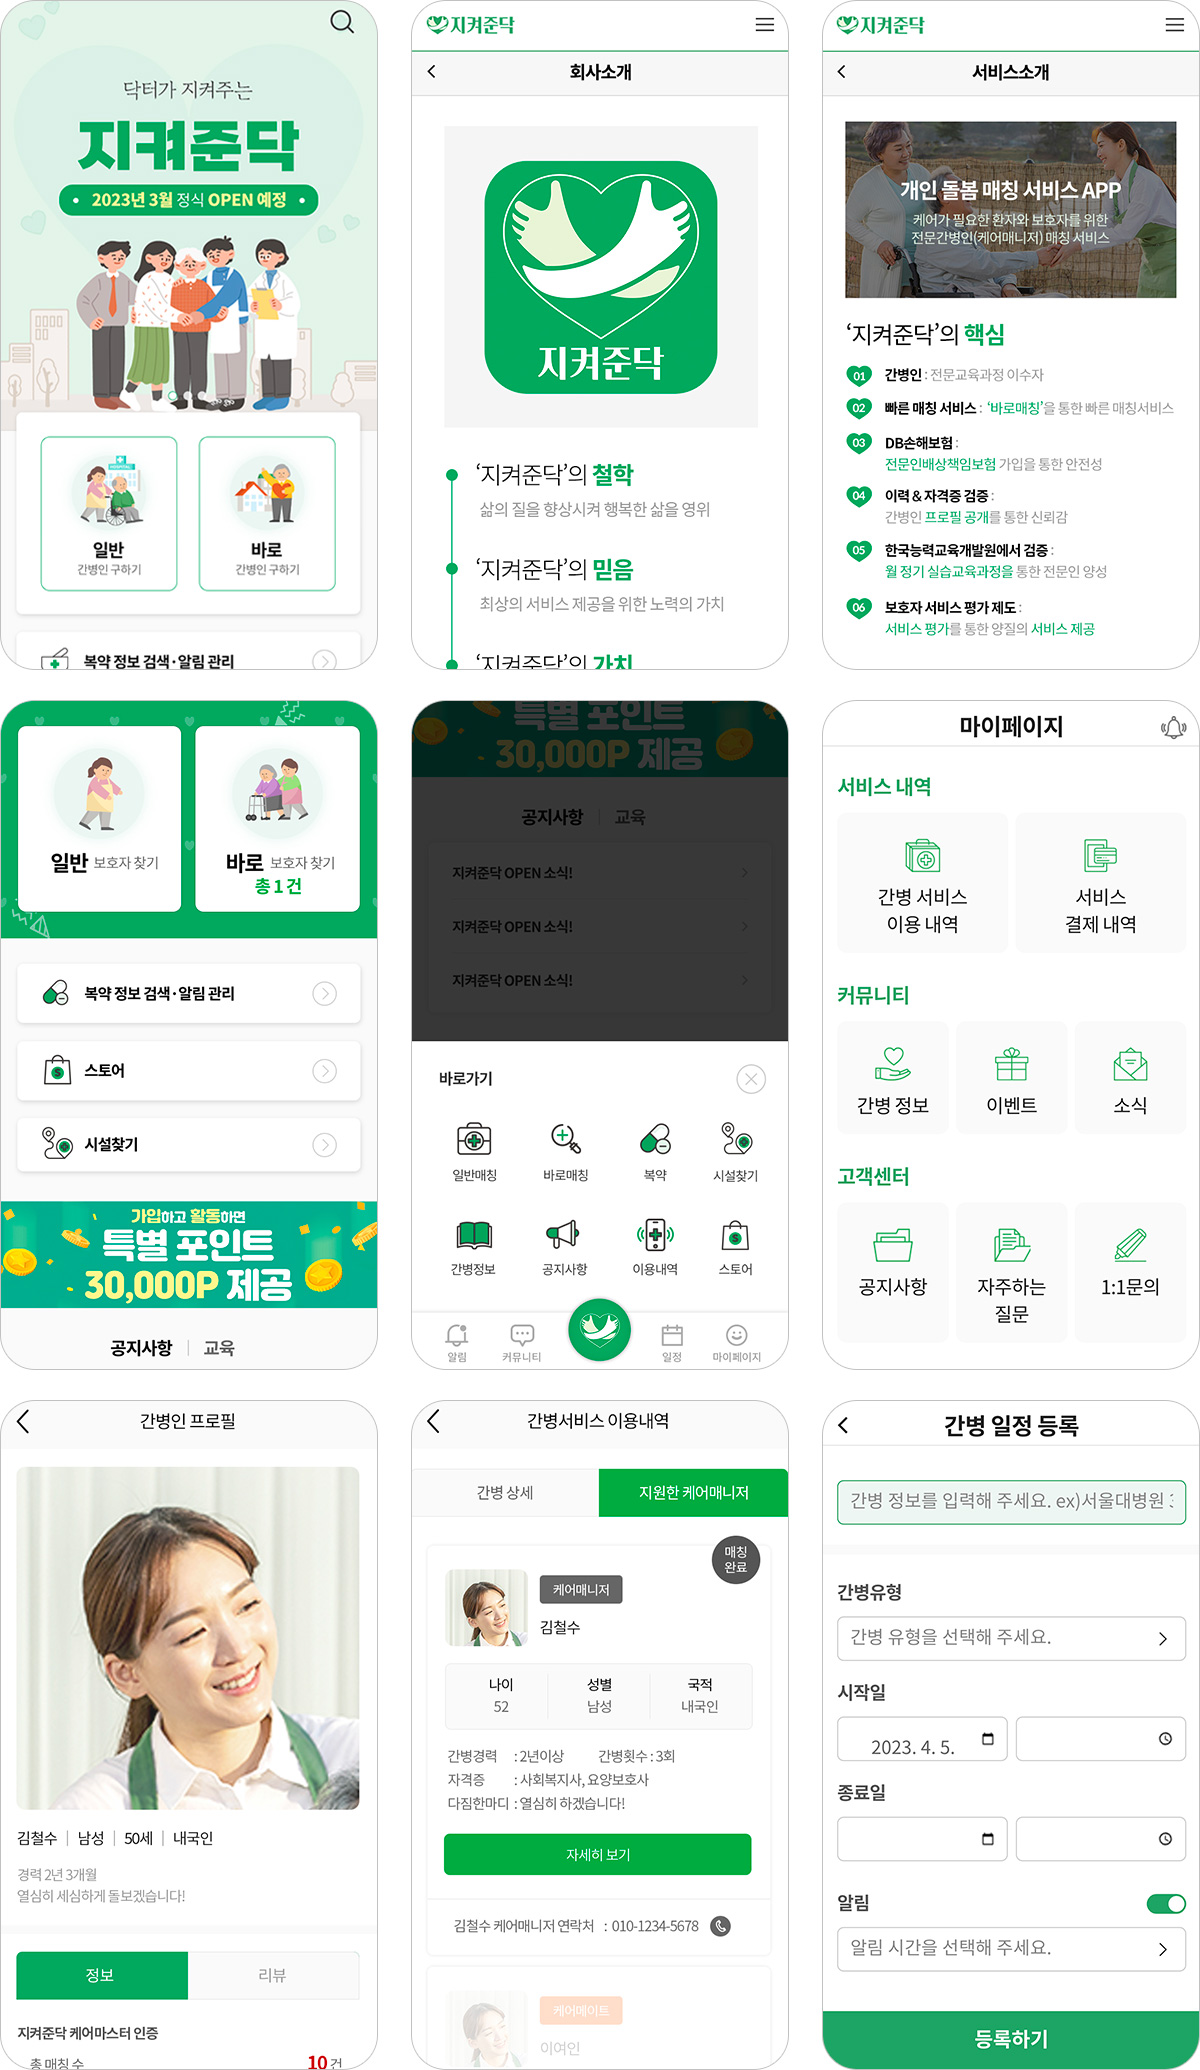 닥터가 지켜주는
지켜준닥
• 2023년 3월 정식 OPEN 예정 •
HOSPITAL
일반
간병인 구하기
바로
간병인 구하기
복약 정보 검색·알림 관리
지켜준닥
회사소개
지켜준닥
‘지켜준닥’의 철학
삶의 질을 향상시켜 행복한 삶을 영위
‘지켜준닥’의 믿음
최상의 서비스 제공을 위한 노력의 가치
‘지켜준닥’의 가치
지켜준닥
서비스소개
개인 돌봄 매칭 서비스 APP
케어가 필요한 환자와 보호자를 위한
전문간병인(케어매니저) 매칭 서비스
‘지켜준닥’의 핵심
01 간병인 : 전문교육과정 이수자
02 빠른 매칭 서비스 : ‘바로매칭’을 통한 빠른 매칭서비스
03 DB손해보험 :
전문인배상책임보험 가입을 통한 안전성
04 이력 & 자격증 검증 :
간병인 프로필 공개를 통한 신뢰감
05 한국능력교육개발원에서 검증 :
월 정기 실습교육과정을 통한 전문인 양성
06 보호자 서비스 평가 제도 :
서비스 평가를 통한 양질의 서비스 제공
일반 보호자 찾기
바로 보호자 찾기
총 1 건
복약 정보 검색·알림 관리
스토어
시설찾기
가입하고 활동하면
특별 포인트
30,000P 제공
공지사항 | 교육
특별 포인트
30,000P 제공
공지사항 | 교육
지켜준닥 OPEN 소식!
지켜준닥 OPEN 소식!
지켜준닥 OPEN 소식!
바로가기
일반매칭 바로매칭 복약 시설찾기
간병정보 공지사항 이용내역 스토어
알림 커뮤니티 일정 마이페이지
마이페이지
서비스 내역
간병 서비스
이용 내역
서비스
결제 내역
커뮤니티
간병 정보 이벤트 소식
고객센터
공지사항
자주하는
질문
1:1문의
간병인 프로필
김철수 | 남성 | 50세 | 내국인
경력 2년 3개월
열심히 세심하게 돌보겠습니다!
정보 리뷰
지켜준닥 케어마스터 인증
총 매칭 수 10 건
간병서비스 이용내역
간병 상세 지원한 케어매니저
매칭
완료
케어매니저
김철수
나이 성별 국적
52 남성 내국인
간병경력 : 2년이상 간병횟수 : 3회
자격증 : 사회복지사, 요양보호사
다짐한마디 : 열심히 하겠습니다!
자세히 보기
김철수 케어매니저 연락처 : 010-1234-5678
케어메이트
이여인
간병 일정 등록
간병 정보를 입력해 주세요. ex)서울대병원
간병유형
간병 유형을 선택해 주세요.
시작일
2023. 4. 5.
종료일
알림
알림 시간을 선택해 주세요.
등록하기